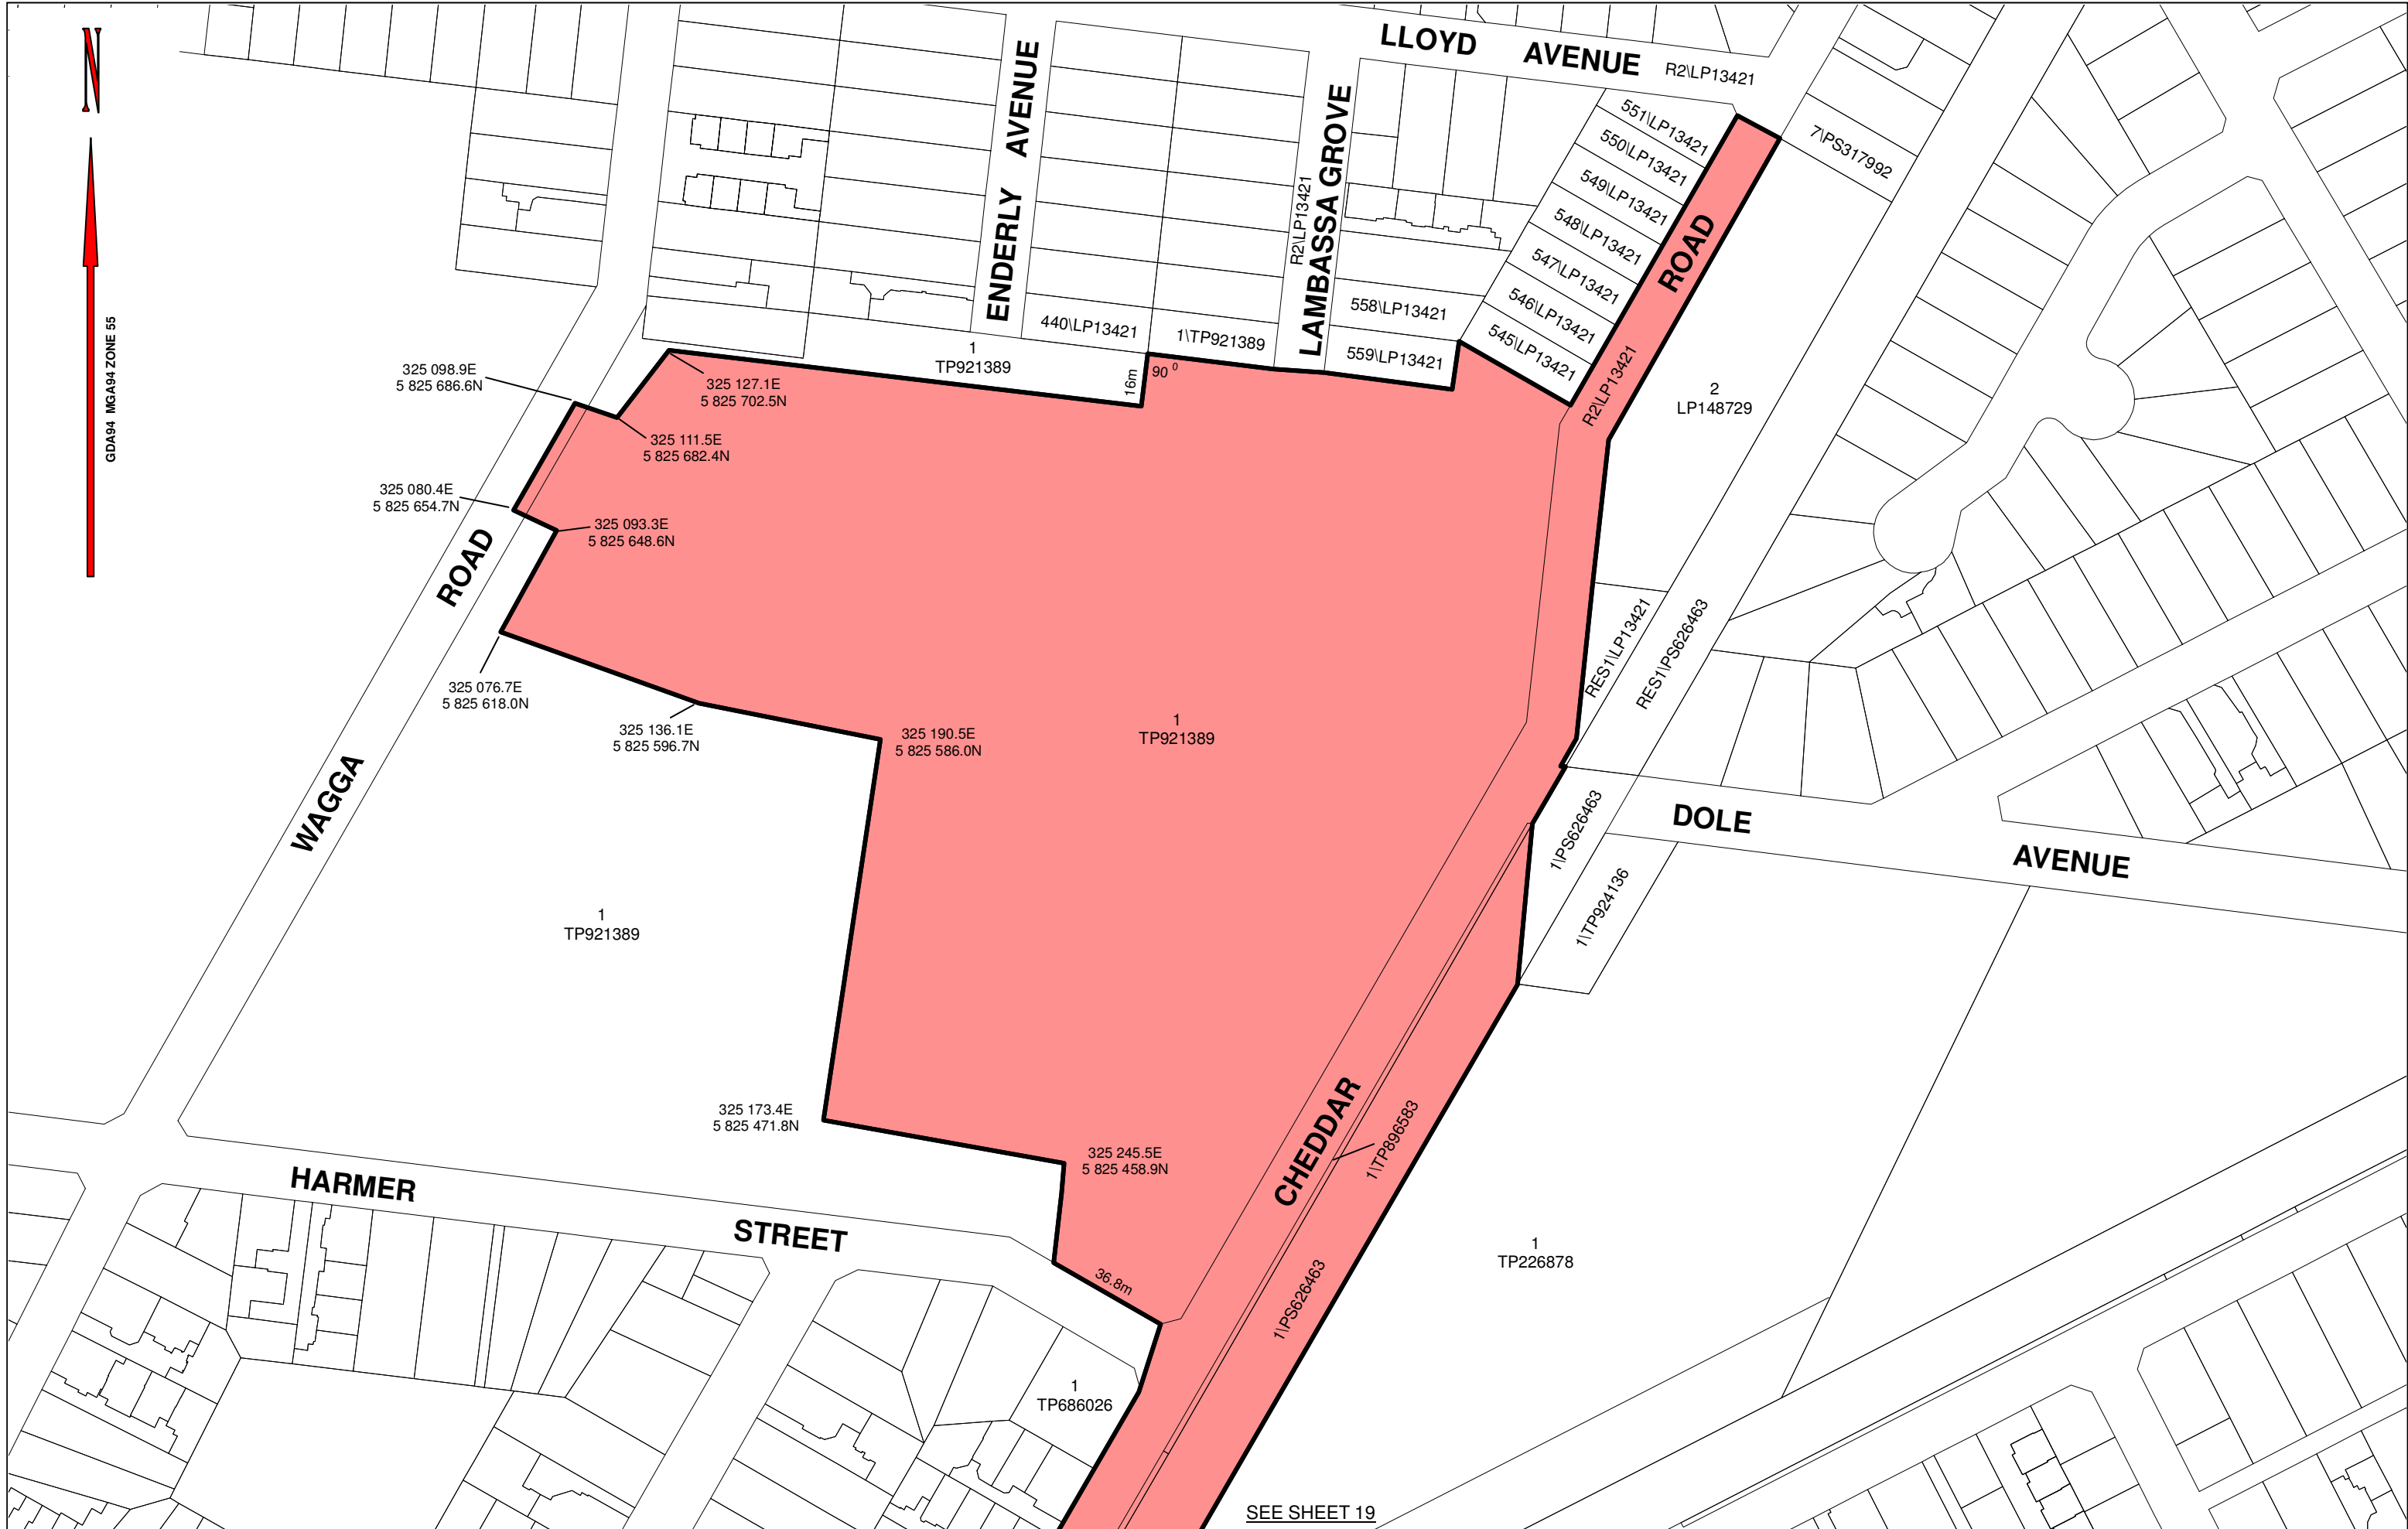 N
GDA94 MGA94 ZONE 55
LLOYD AVENUE
R2\LP13421
ENDERLY AVENUE
LAMBASSA GROVE
R2\LP13421
551\LP13421
550\LP13421
549\LP13421
548\LP13421
547\LP13421
546\LP13421
545\LP13421
7\PS317992
ROAD
R2\LP13421
440\LP13421
1\TP921389
558\LP13421
559\LP13421
1
TP921389
16m
90 0
325 098.9E
5 825 686.6N
325 127.1E
5 825 702.5N
325 111.5E
5 825 682.4N
325 080.4E
5 825 654.7N
325 093.3E
5 825 648.6N
2
LP148729
ROAD
325 076.7E
5 825 618.0N
325 136.1E
5 825 596.7N
325 190.5E
5 825 586.0N
1
TP921389
RES1\LP13421
RES1\PS626463
WAGGA
DOLE
AVENUE
1\PS626463
1\TP924136
1
TP921389
325 173.4E
5 825 471.8N
325 245.5E
5 825 458.9N
CHEDDAR
1\TP896583
HARMER
STREET
36.8m
1\PS626463
1
TP226878
1
TP686026
SEE SHEET 19